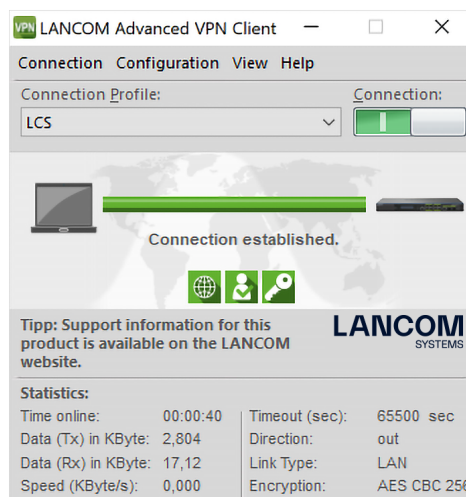 VPN LANCOM Advanced VPN Client
Connection Configuration View Help
Connection Profile: Connection:
LCS
Connection established.
Tipp: Support information for this
product is available on the LANCOM
website.
LANCOM
SYSTEMS
Statistics:
Time online: 00:00:40 Timeout (sec): 65500 sec
Data (Tx) in KByte: 2,804 Direction: out
Data (Rx) in KByte: 17,12 Link Type: LAN
Speed (KByte/s): 0,000 Encryption: AES CBC 256